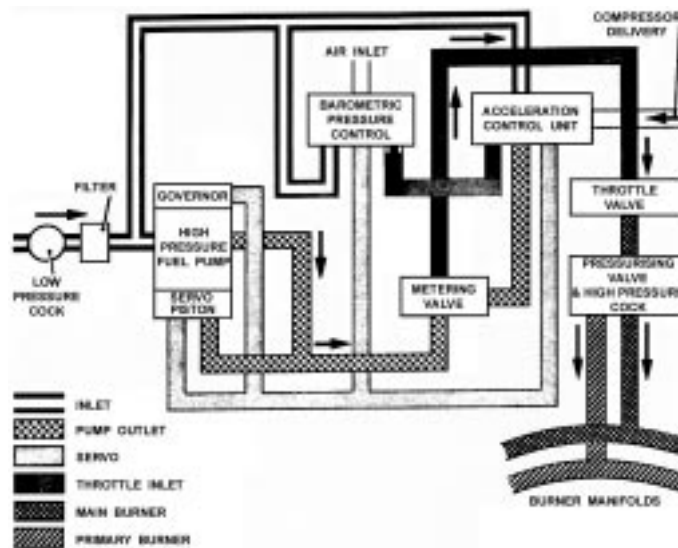 COMPRESSOR
DELIVERY
AIR INLET
BAROMETRIC
PRESSURE
CONTROL
ACCELERATION
CONTROL UNIT
FILTER
GOVERNOR
HIGH
PRESSURE
FUEL PUMP
SERVO
PISTON
LOW
PRESSURE
COCK
METERING
VALVE
THROTTLE
VALVE
PRESSURISING
VALVE
& HIGH PRESSURE
COCK
INLET
PUMP OUTLET
SERVO
THROTTLE INLET
MAIN BURNER
PRIMARY BURNER
BURNER MANIFOLDS